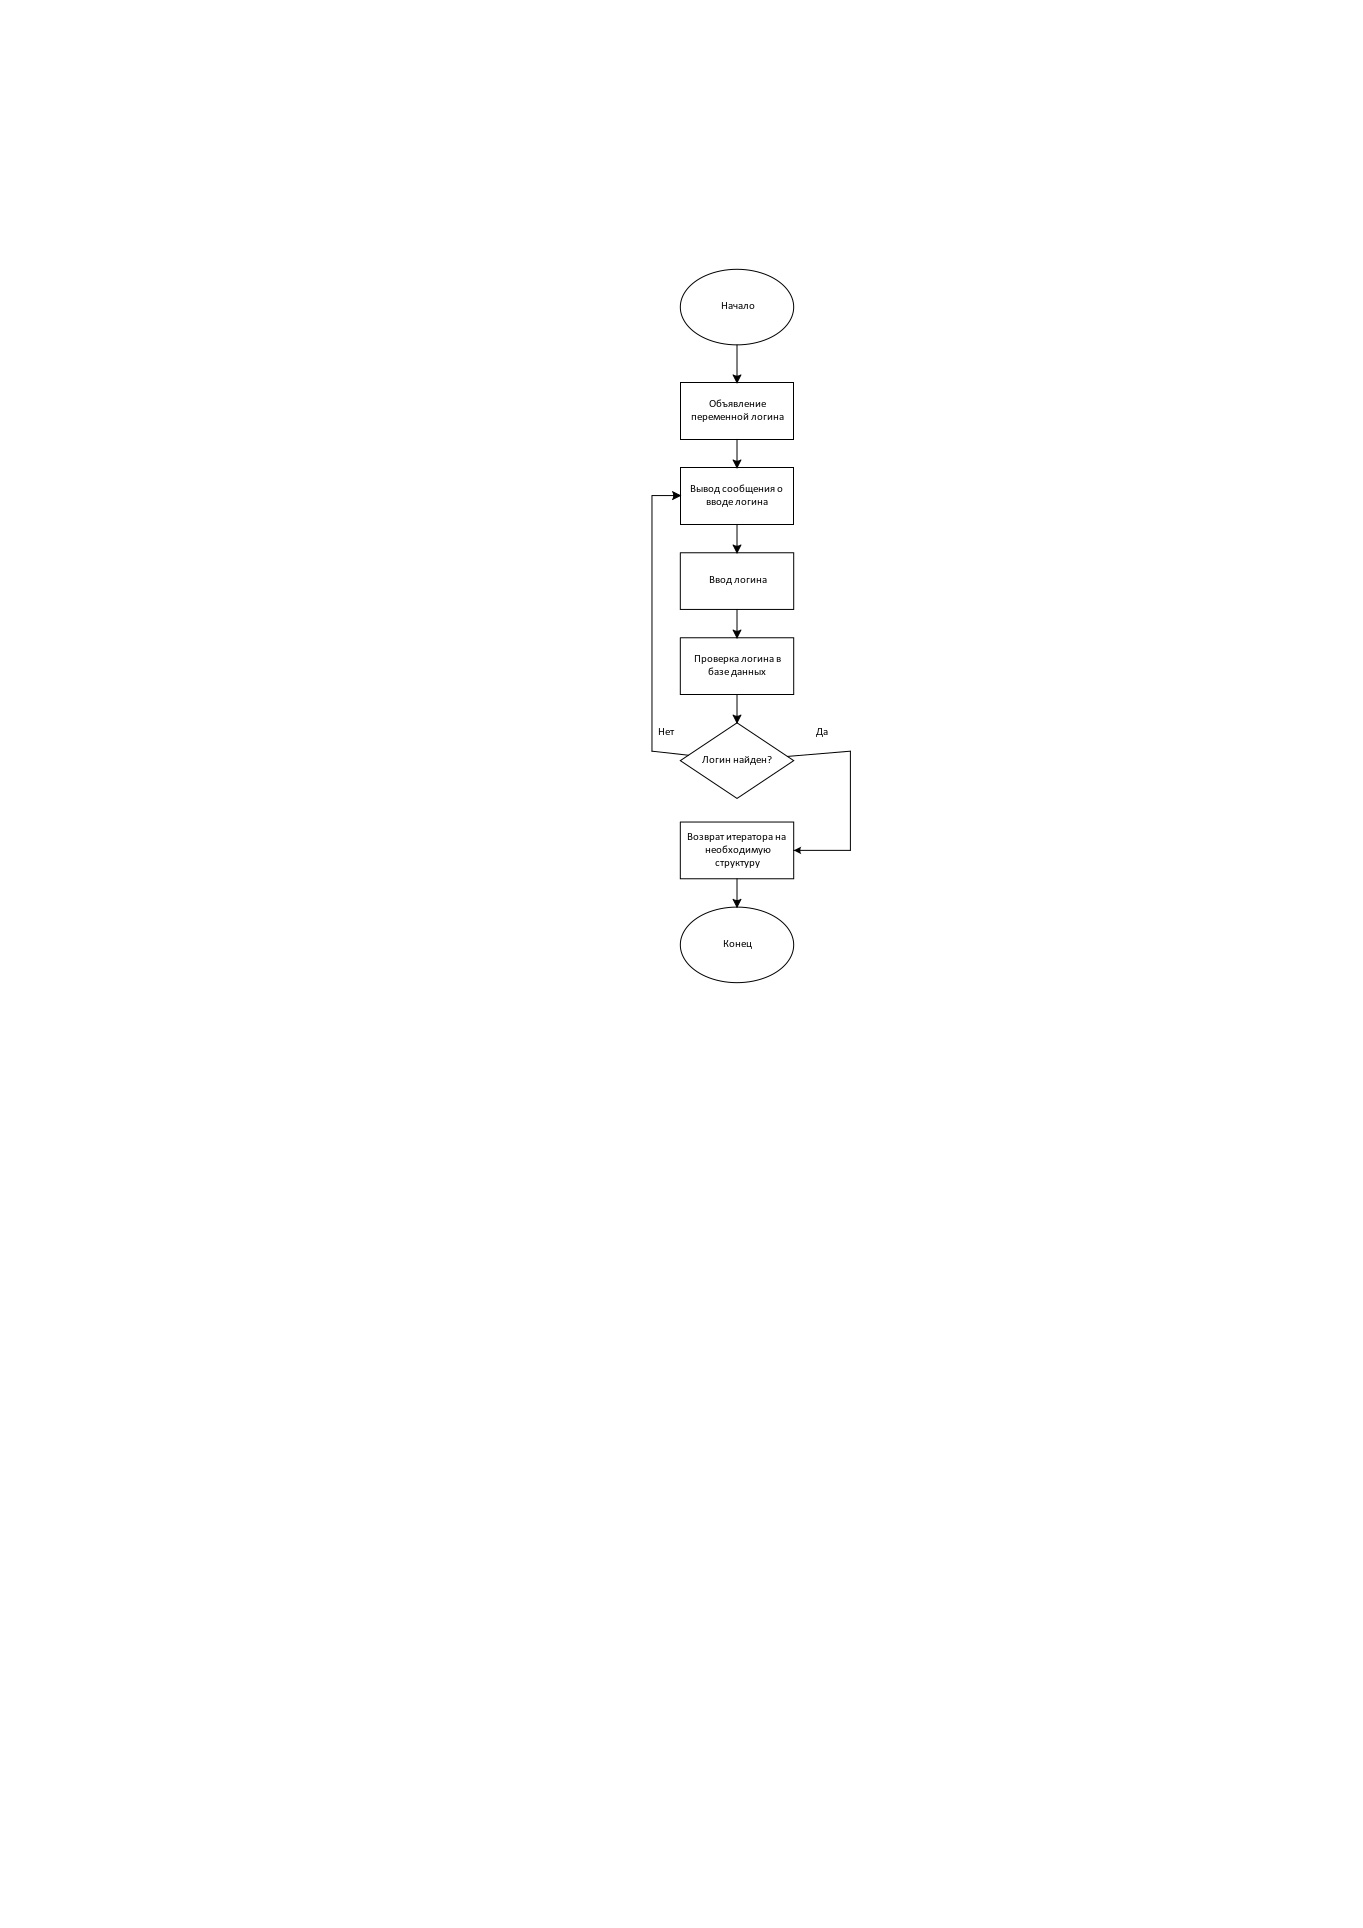 Начало
Объявление
переменной логина
Вывод сообщения о
вводе логина
Ввод логина
Проверка логина в
базе данных
Нет
Да
Логин найден?
Возврат итератора на
необходимую
структуру
Конец